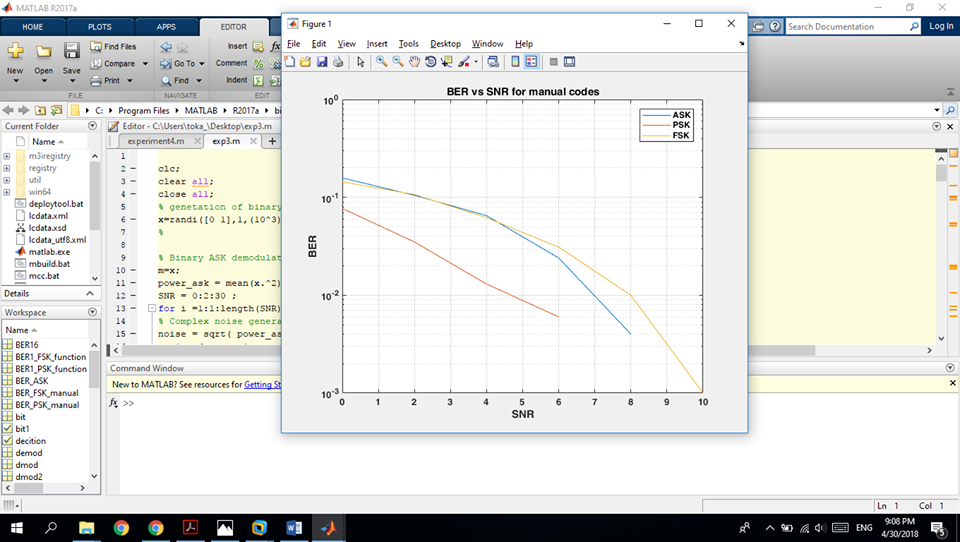 MATLAB R2017a
HOME PLOTS APPS EDITOR
Search Documentation
Log In
New Open Save
Find Files
Compare
Print
Go To
Find
Insert
Comment
Indent
FILE NAVIGATE
C: Program Files MATLAB R2017a
Current Folder
Name
m3iregistry
registry
util
win64
deploytool.bat
lcdata.xml
lcdata.xsd
lcdata_utf8.xml
matlab.exe
mbuild.bat
mcc.bat
Details
Workspace
Name
BER16
BER1_FSK_function
BER1_PSK_function
BER_ASK
BER_FSK_manual
BER_PSK_manual
bit
bit1
decition
demod
dmod
dmod2
Editor - C:\Users\toka_\Desktop\exp3.m
experiment4.m exp3.m
1
2 clc;
3 clear all;
4 close all;
5 % genetation of binary
6 x=randi([0 1],1,(10^3)
7 %
8
9 % Binary ASK demodulat
10 m=x;
11 power_ask = mean(x.^2)
12 SNR = 0:2:30 ;
13 for i =1:1:length(SNR)
14 % Complex noise genera
15 noise = sqrt( power_as
Command Window
New to MATLAB? See resources for Getting St
fx >>
Figure 1
File Edit View Insert Tools Desktop Window Help
BER vs SNR for manual codes
ASK
PSK
FSK
10^0
10^-1
10^-2
10^-3
BER
0 1 2 3 4 5 6 7 8 9 10
SNR
Ln 1 Col 1
ENG
9:08 PM
4/30/2018
5